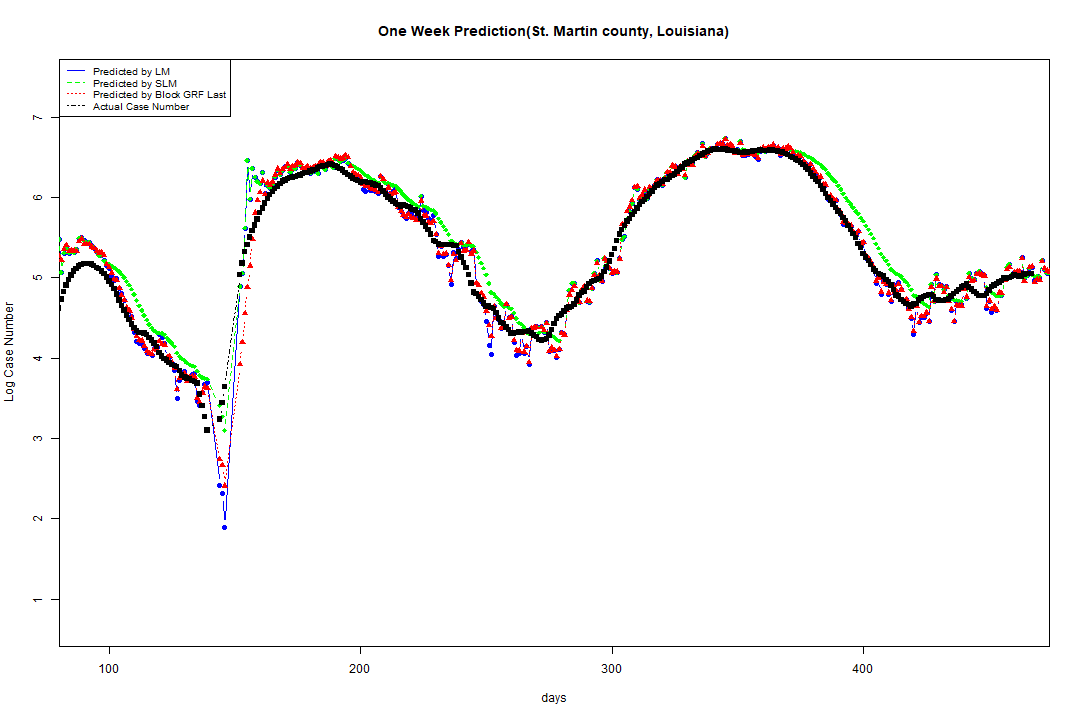 One Week Prediction(St. Martin county, Louisiana)
Predicted by LM
Predicted by SLM
Predicted by Block GRF Last
Actual Case Number
7
6
5
4
3
2
1
Log Case Number
100 200 300 400
days